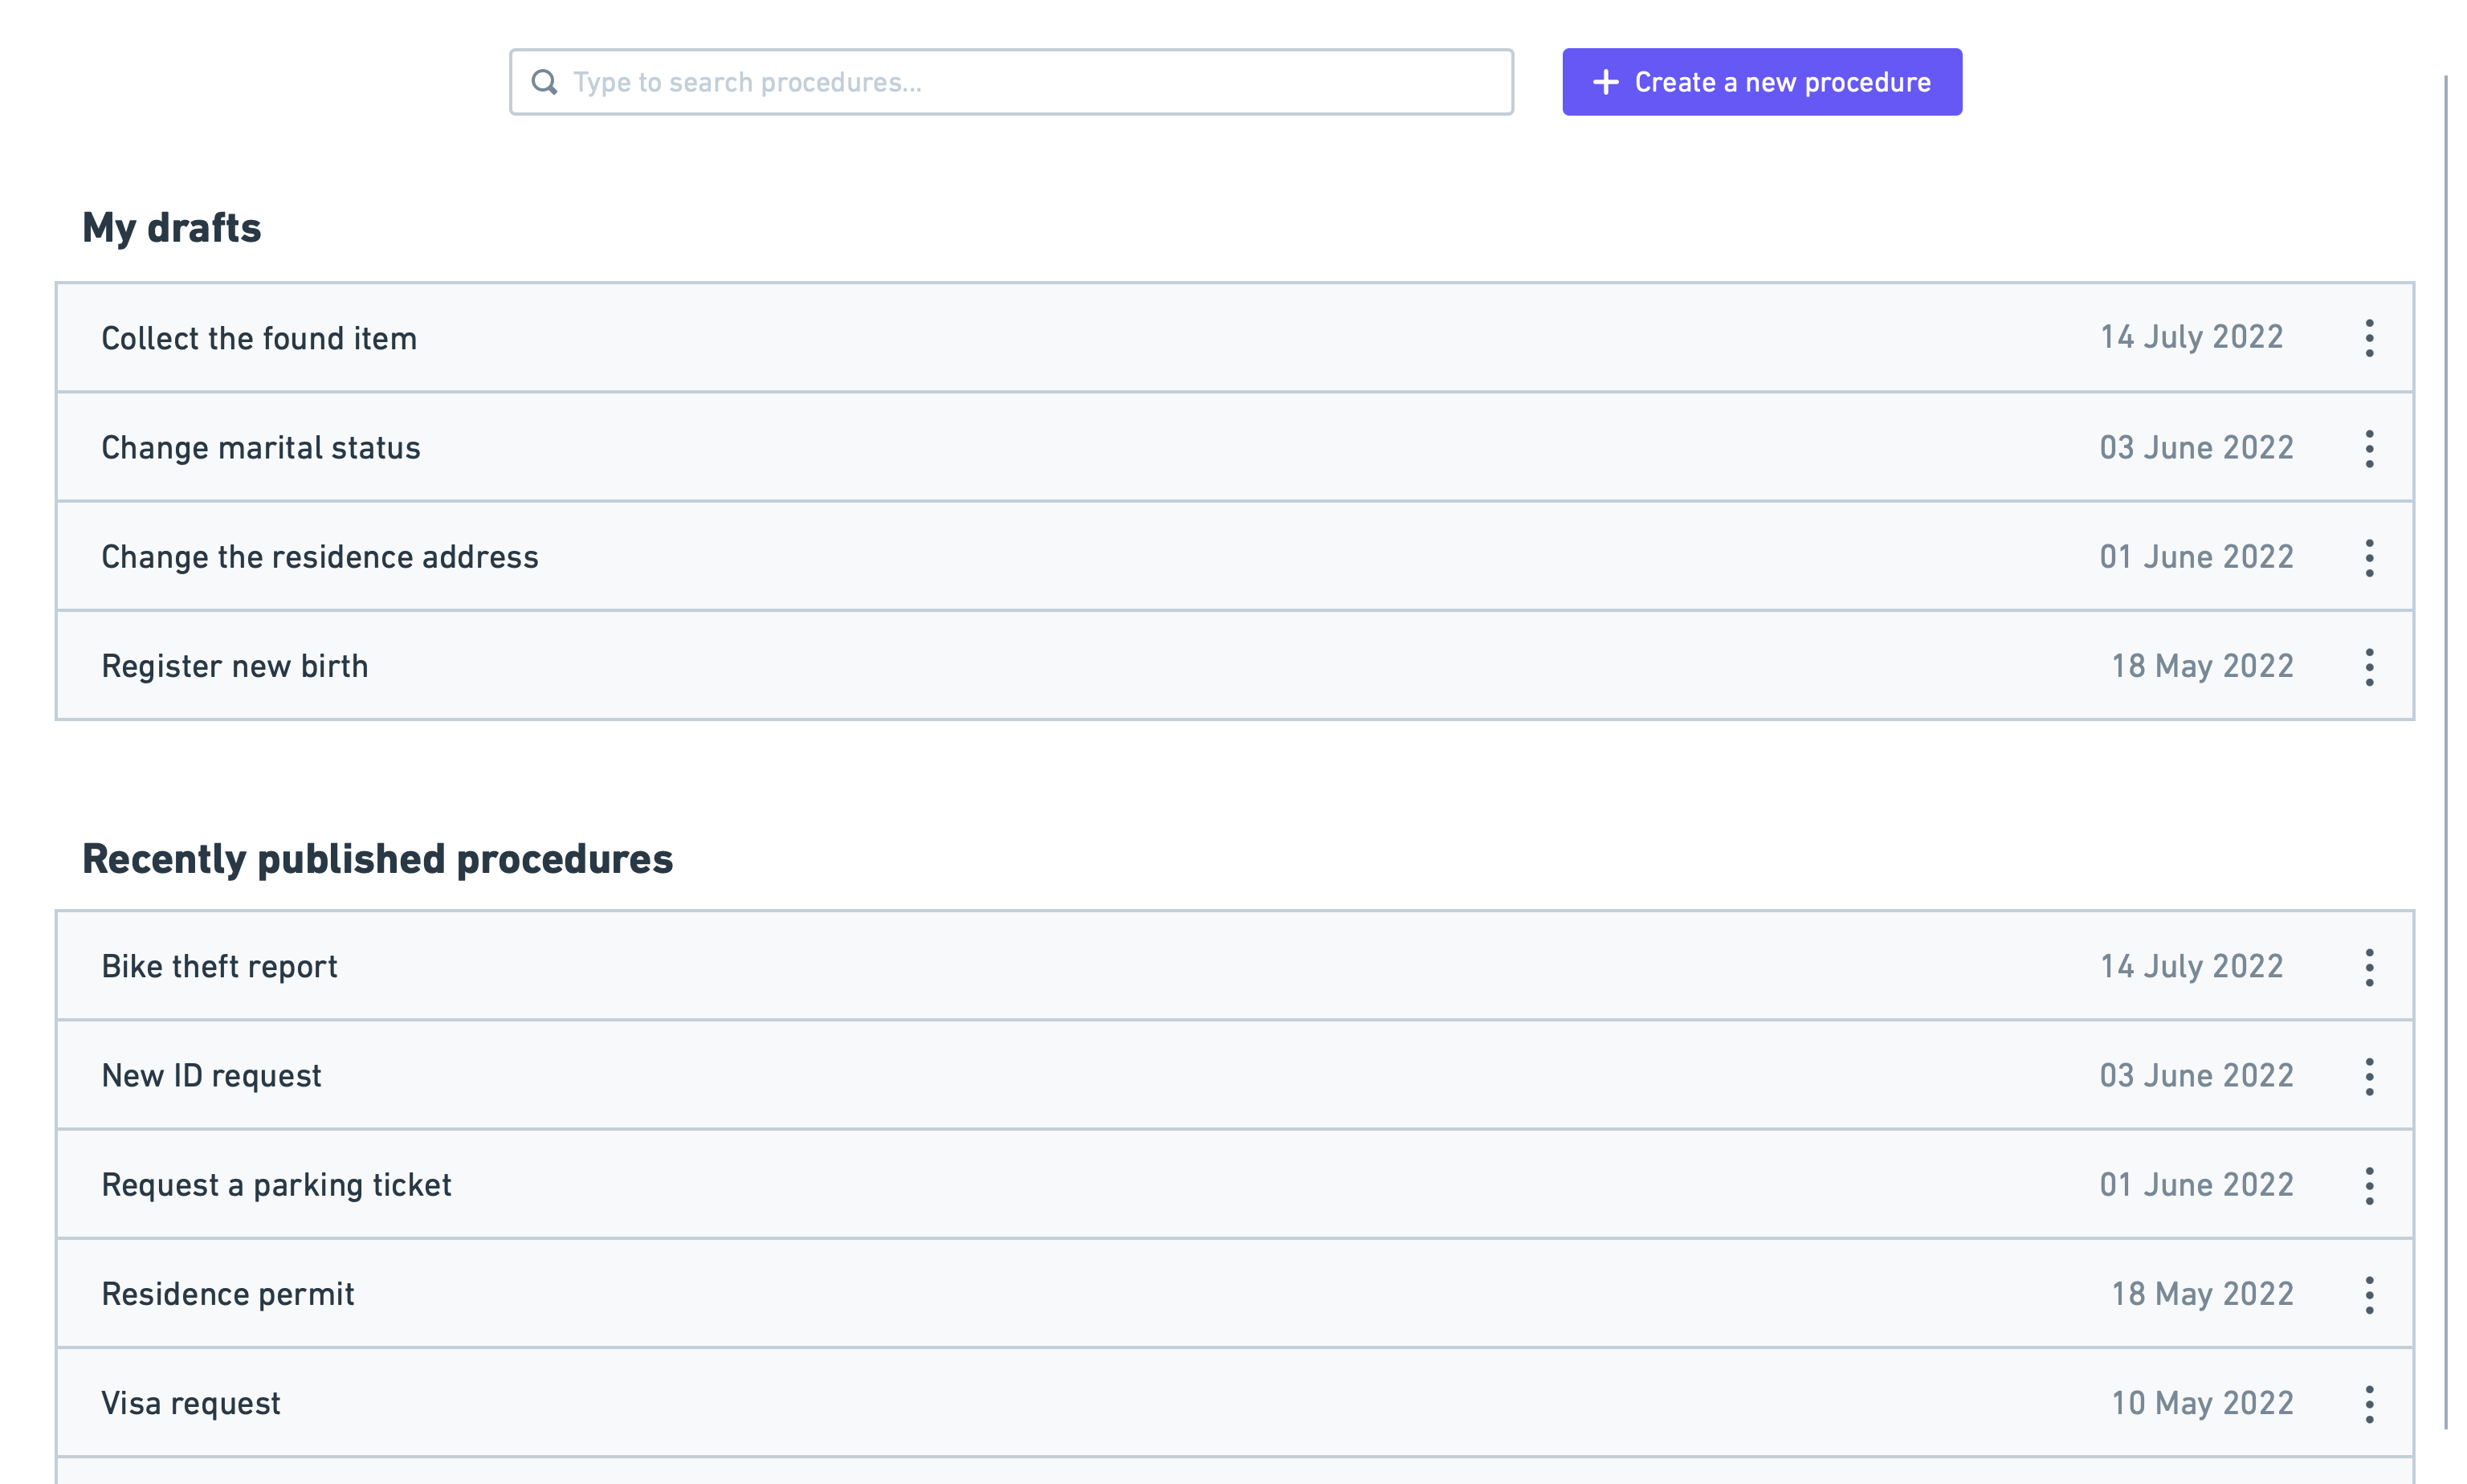 Type to search procedures...
Create a new procedure
My drafts
Collect the found item 14 July 2022
Change marital status 03 June 2022
Change the residence address 01 June 2022
Register new birth 18 May 2022
Recently published procedures
Bike theft report 14 July 2022
New ID request 03 June 2022
Request a parking ticket 01 June 2022
Residence permit 18 May 2022
Visa request 10 May 2022